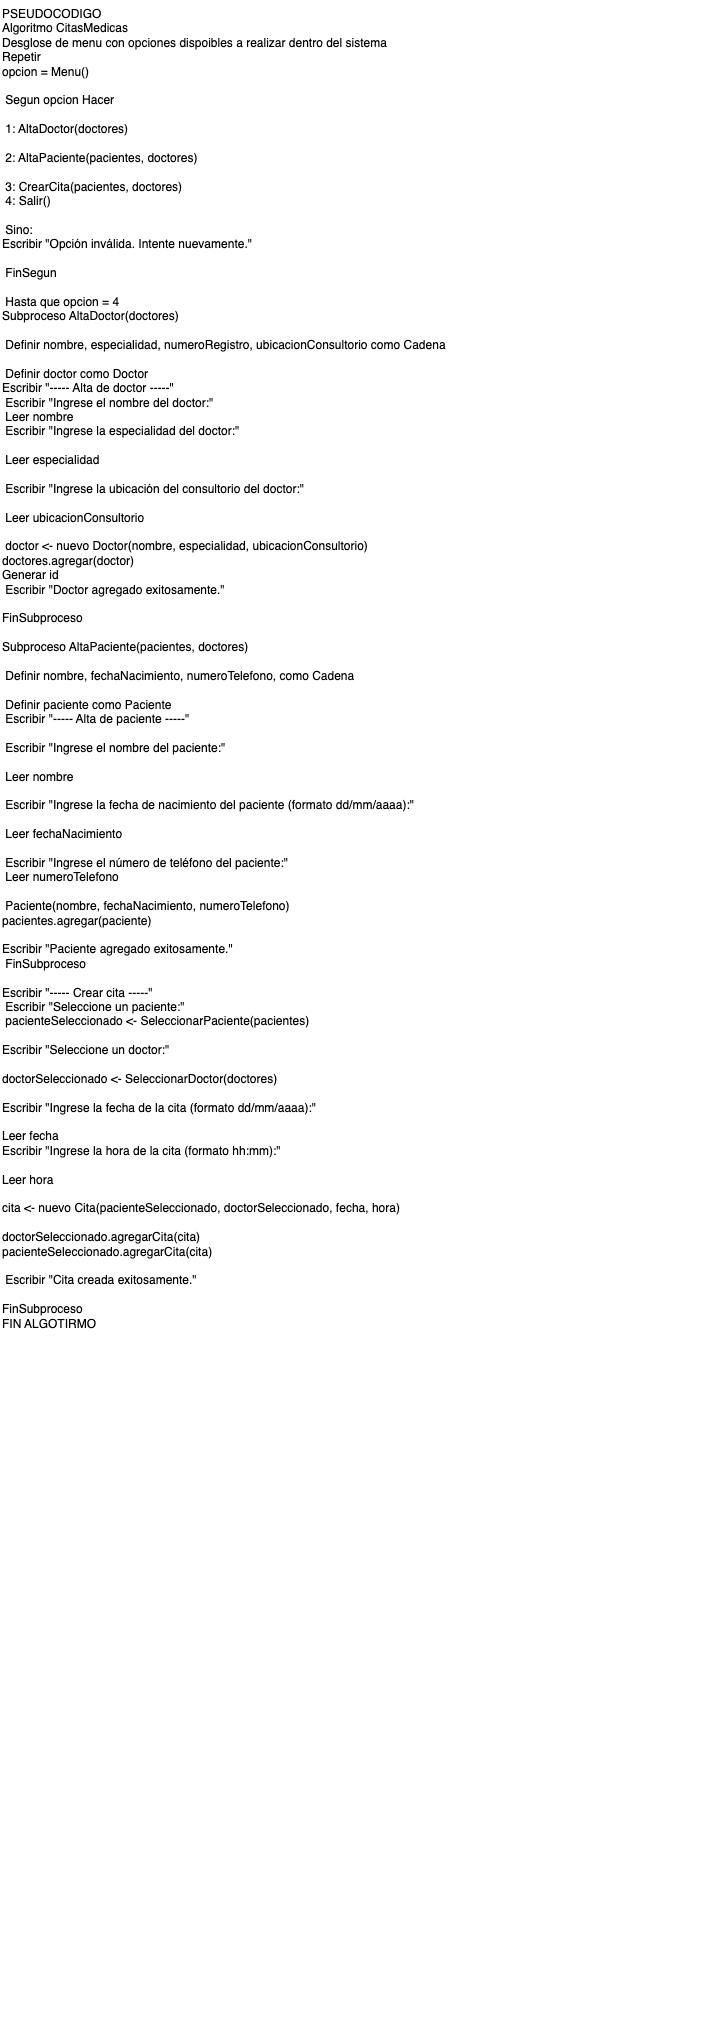 PSEUDOCODIGO
Algoritmo CitasMedicas
Desglose de menu con opciones dispoibles a realizar dentro del sistema
Repetir
opcion = Menu()
Segun opcion Hacer
1: AltaDoctor(doctores)
2: AltaPaciente(pacientes, doctores)
3: CrearCita(pacientes, doctores)
4: Salir()
Sino:
Escribir "Opción inválida. Intente nuevamente."
FinSegun
Hasta que opcion = 4
Subproceso AltaDoctor(doctores)
Definir nombre, especialidad, numeroRegistro, ubicacionConsultorio como Cadena
Definir doctor como Doctor
Escribir "----- Alta de doctor -----"
Escribir "Ingrese el nombre del doctor:"
Leer nombre
Escribir "Ingrese la especialidad del doctor:"
Leer especialidad
Escribir "Ingrese la ubicación del consultorio del doctor:"
Leer ubicacionConsultorio
doctor <- nuevo Doctor(nombre, especialidad, ubicacionConsultorio)
doctores.agregar(doctor)
Generar id
Escribir "Doctor agregado exitosamente."
FinSubproceso
Subproceso AltaPaciente(pacientes, doctores)
Definir nombre, fechaNacimiento, numeroTelefono, como Cadena
Definir paciente como Paciente
Escribir "----- Alta de paciente -----"
Escribir "Ingrese el nombre del paciente:"
Leer nombre
Escribir "Ingrese la fecha de nacimiento del paciente (formato dd/mm/aaaa):"
Leer fechaNacimiento
Escribir "Ingrese el número de teléfono del paciente:"
Leer numeroTelefono
Paciente(nombre, fechaNacimiento, numeroTelefono)
pacientes.agregar(paciente)
Escribir "Paciente agregado exitosamente."
FinSubproceso
Escribir "----- Crear cita -----"
Escribir "Seleccione un paciente:"
pacienteSeleccionado <- SeleccionarPaciente(pacientes)
Escribir "Seleccione un doctor:"
doctorSeleccionado <- SeleccionarDoctor(doctores)
Escribir "Ingrese la fecha de la cita (formato dd/mm/aaaa):"
Leer fecha
Escribir "Ingrese la hora de la cita (formato hh:mm):"
Leer hora
cita <- nuevo Cita(pacienteSeleccionado, doctorSeleccionado, fecha, hora)
doctorSeleccionado.agregarCita(cita)
pacienteSeleccionado.agregarCita(cita)
Escribir "Cita creada exitosamente."
FinSubproceso
FIN ALGOTIRMO